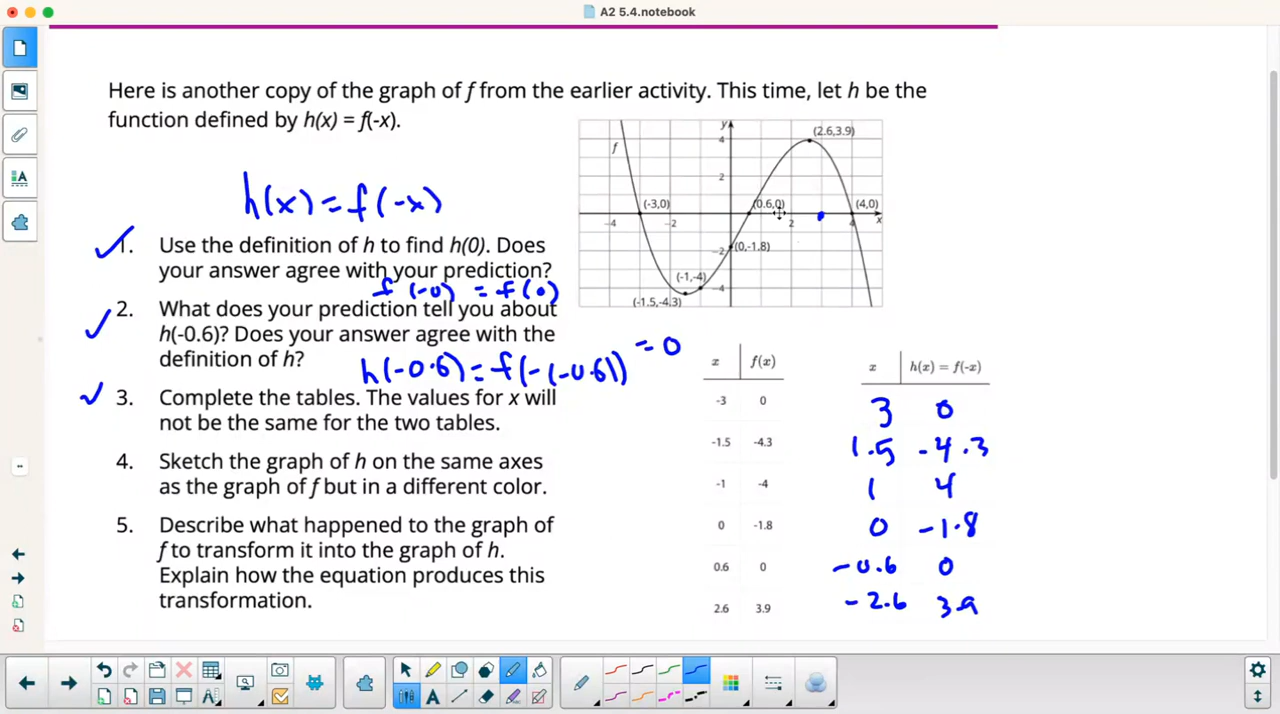 A2 5.4.notebook
Here is another copy of the graph of f from the earlier activity. This time, let h be the
function defined by h(x) = f(-x).
h(x) = f(-x)
1. Use the definition of h to find h(0). Does
your answer agree with your prediction?
f(-0) = f(0)
2. What does your prediction tell you about
h(-0.6)? Does your answer agree with the
definition of h?
h(-0.6) = f(-(-0.6)) = 0
3. Complete the tables. The values for x will
not be the same for the two tables.
4. Sketch the graph of h on the same axes
as the graph of f but in a different color.
5. Describe what happened to the graph of
f to transform it into the graph of h.
Explain how the equation produces this
transformation.
y
(2.6,3.9)
4
f
2
(-3,0) (0.6,0) (4,0)
-4 -2 2 4 x
-2 (0,-1.8)
(-1,-4)
-4
(-1.5,-4.3)
x f(x)
-3 0
-1.5 -4.3
-1 -4
0 -1.8
0.6 0
2.6 3.9
x h(x) = f(-x)
3 0
1.5 -4.3
1 4
0 -1.8
-0.6 0
-2.6 3.9
A
A